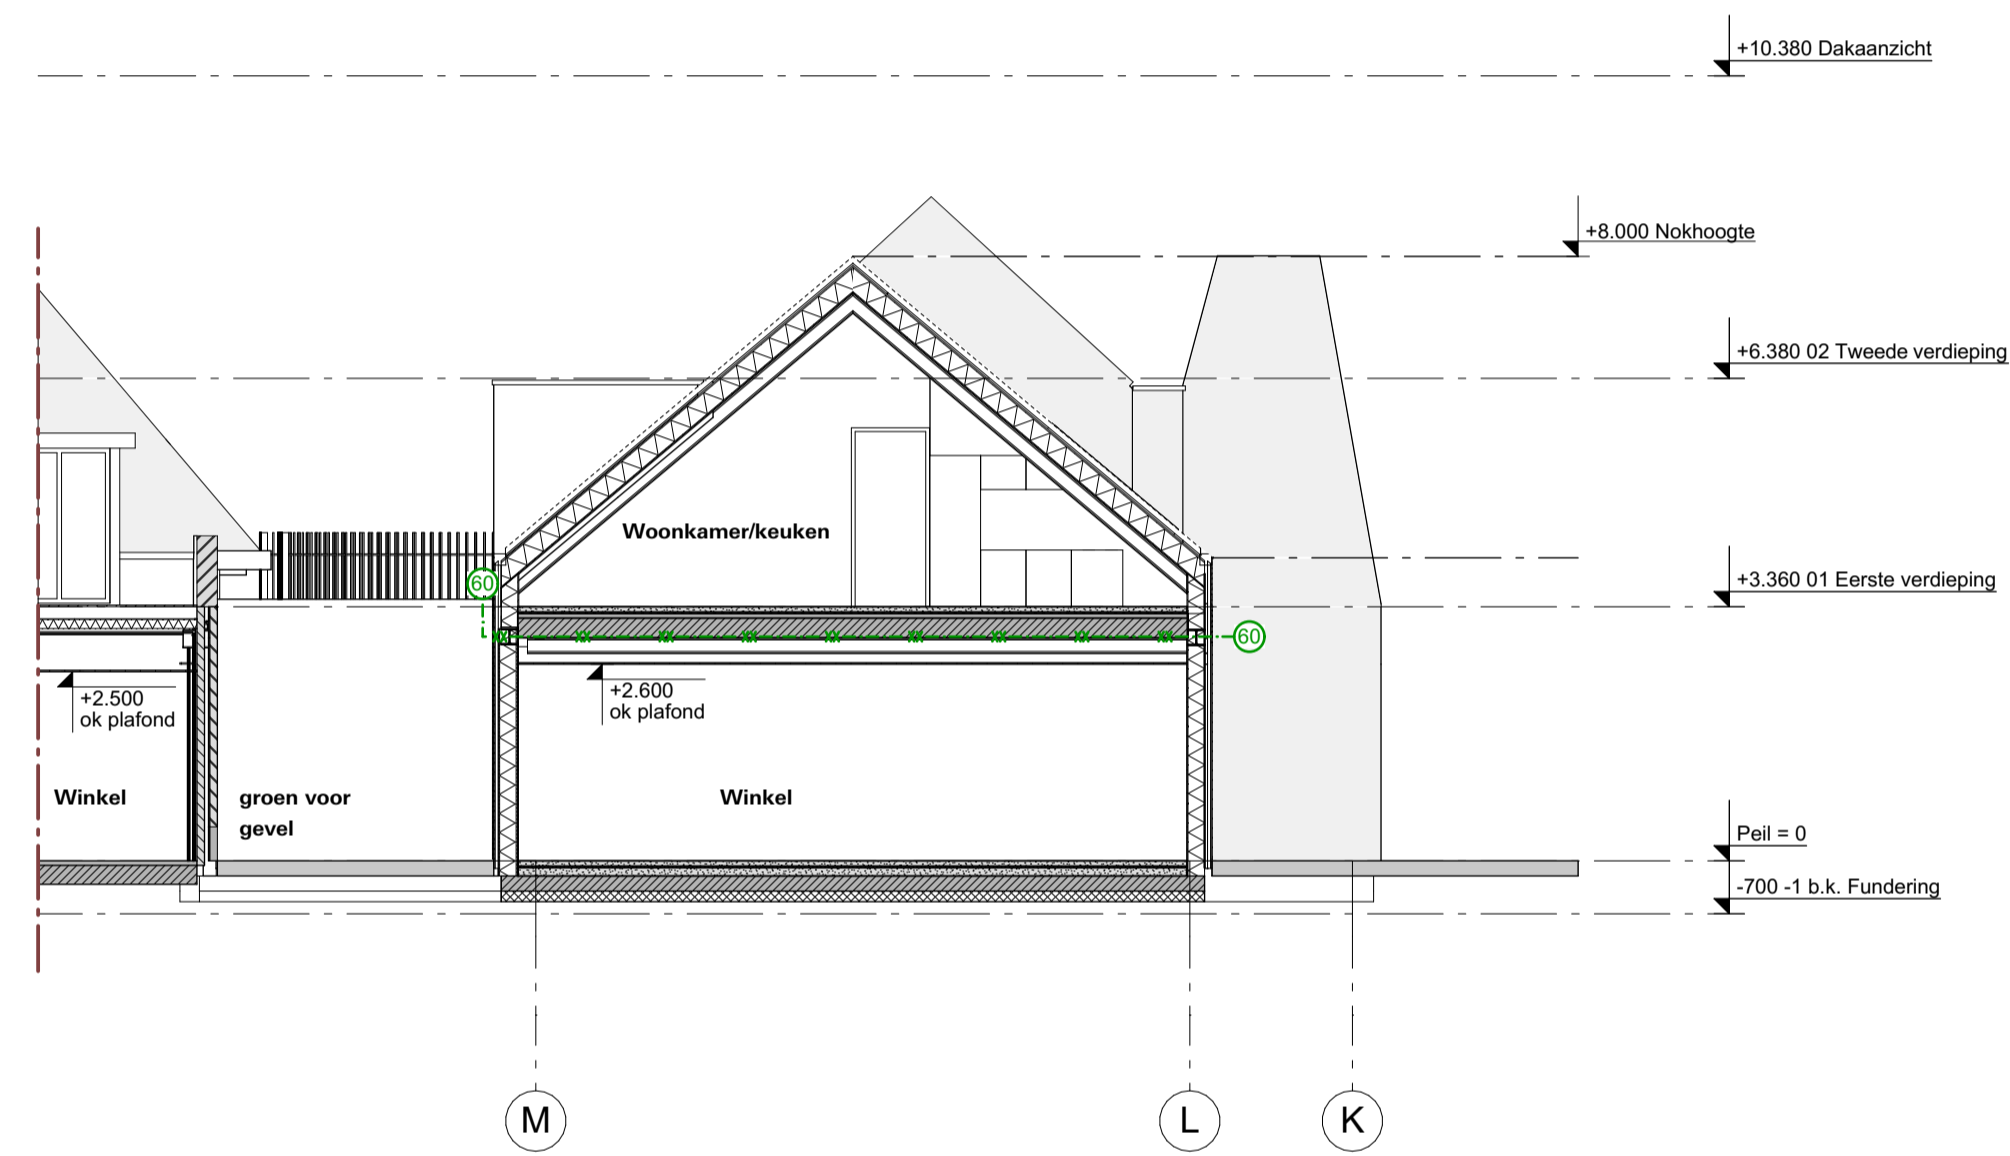 +10.380 Dakaanzicht
+8.000 Nokhoogte
+6.380 02 Tweede verdieping
Woonkamer/keuken
60
+3.360 01 Eerste verdieping
60
+2.500
ok plafond
+2.600
ok plafond
Winkel
groen voor
gevel
Winkel
Peil = 0
-700 -1 b.k. Fundering
M
L
K